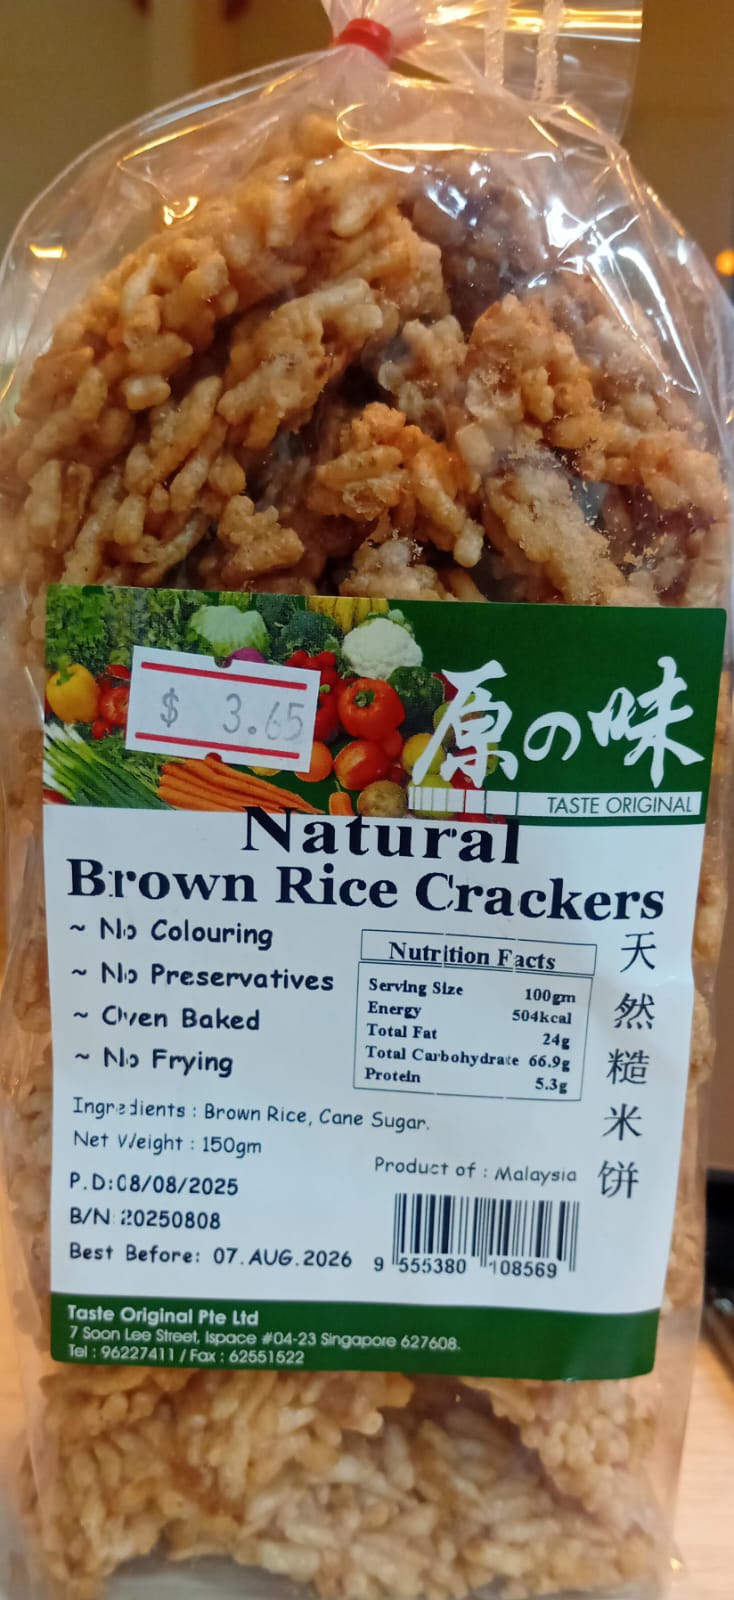 $ 3.65
原の味
TASTE ORIGINAL
Natural
Brown Rice Crackers
~ No Colouring
~ No Preservatives
~ Oven Baked
~ No Frying
Nutrition Facts
Serving Size 100gm
Energy 504kcal
Total Fat 24g
Total Carbohydrate 66.9g
Protein 5.3g
天然糙米饼
Ingredients : Brown Rice, Cane Sugar.
Net Weight : 150gm
Product of : Malaysia
P.D:08/08/2025
B/N:20250808
Best Before: 07.AUG.2026
9 555380 108569
Taste Original Pte Ltd
7 Soon Lee Street, Ispace #04-23 Singapore 627608.
Tel : 96227411 / Fax : 62551522